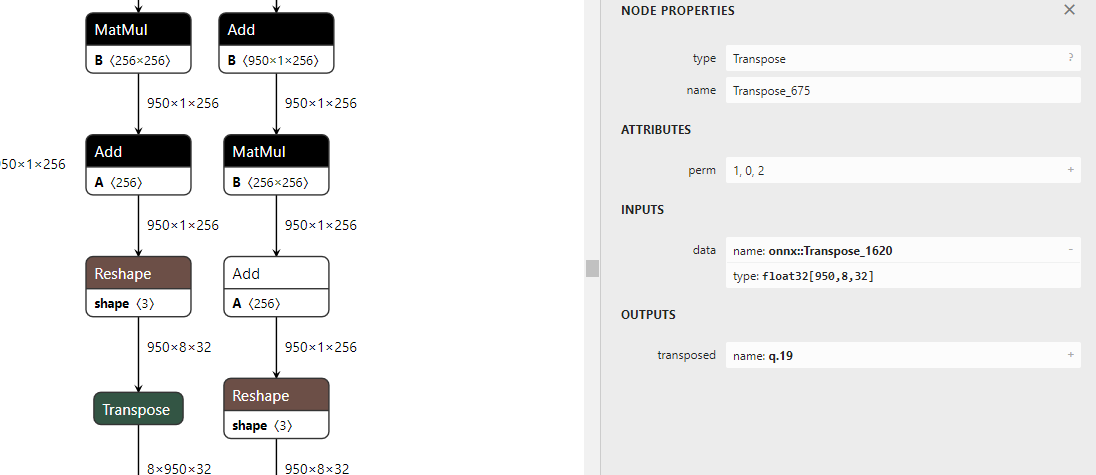 MatMul
B ⟨256×256⟩
950×1×256
Add
A ⟨256⟩
50×1×256
950×1×256
Reshape
shape ⟨3⟩
950×8×32
Transpose
8×950×32
Add
B ⟨950×1×256⟩
950×1×256
MatMul
B ⟨256×256⟩
950×1×256
Add
A ⟨256⟩
950×1×256
Reshape
shape ⟨3⟩
950×8×32
NODE PROPERTIES ×
type Transpose ?
name Transpose_675
ATTRIBUTES
perm 1, 0, 2 +
INPUTS
data name: onnx::Transpose_1620 -
type: float32[950,8,32]
OUTPUTS
transposed name: q.19 +